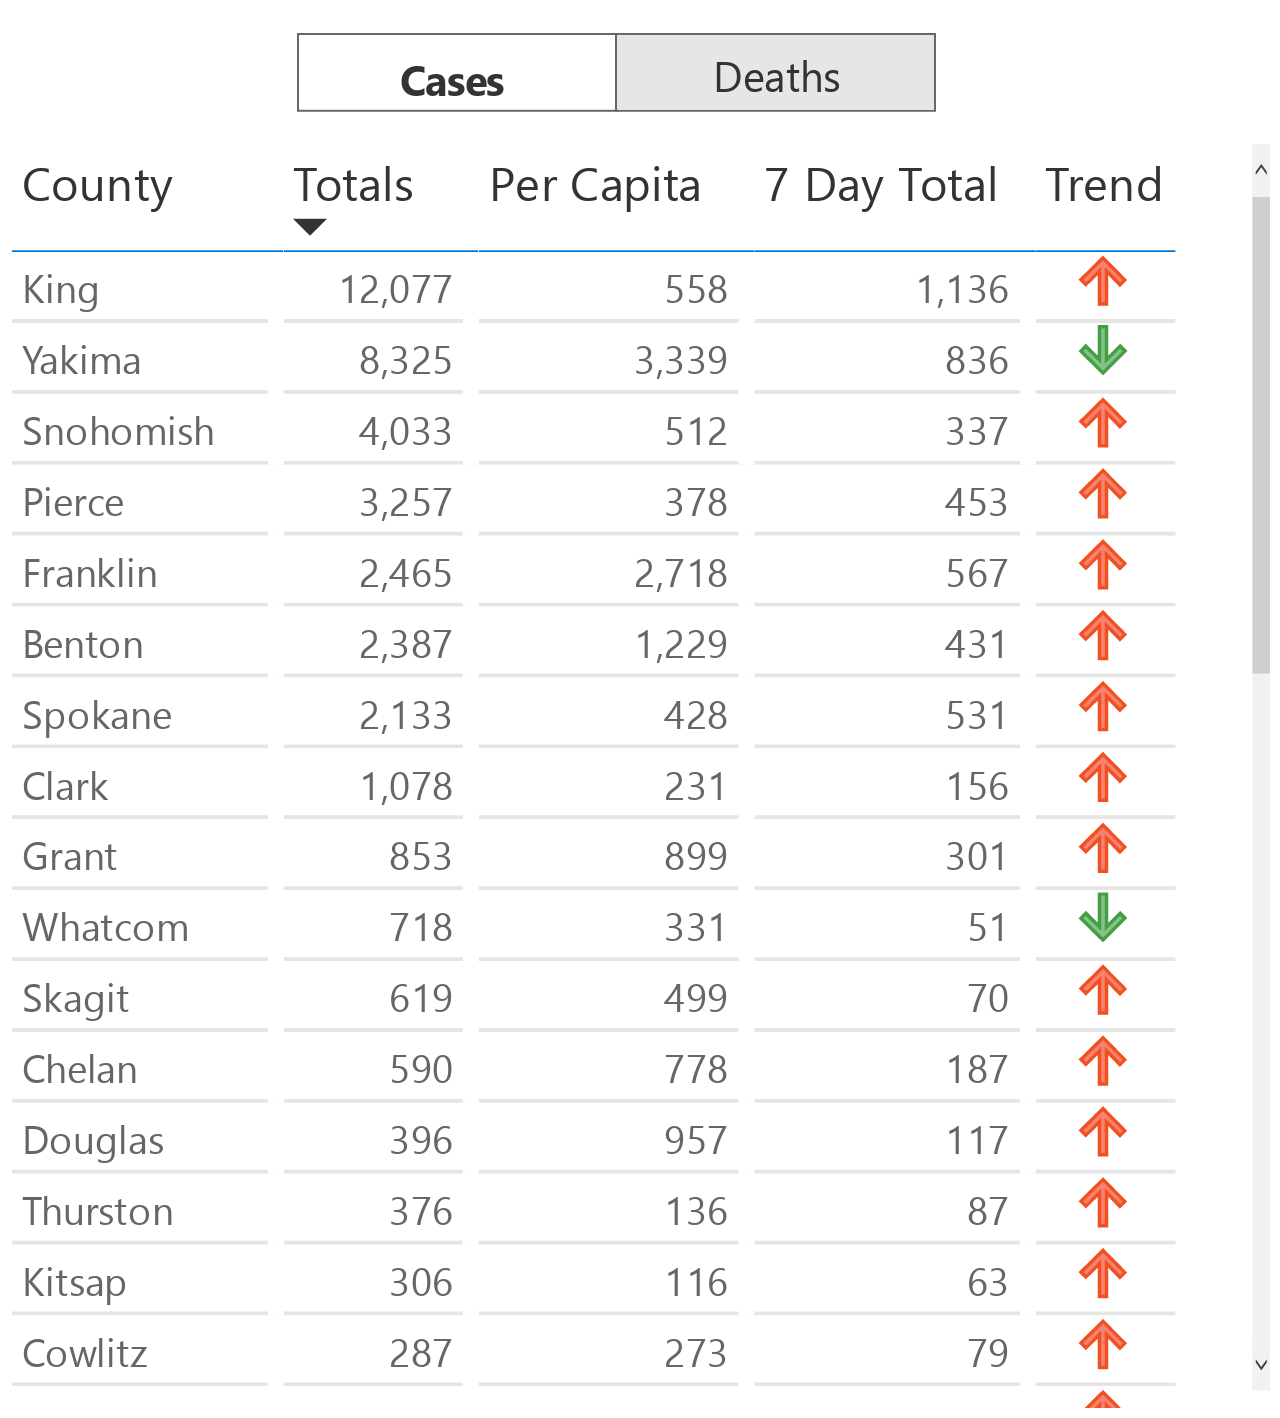 Cases Deaths
County Totals Per Capita 7 Day Total Trend
King 12,077 558 1,136
Yakima 8,325 3,339 836
Snohomish 4,033 512 337
Pierce 3,257 378 453
Franklin 2,465 2,718 567
Benton 2,387 1,229 431
Spokane 2,133 428 531
Clark 1,078 231 156
Grant 853 899 301
Whatcom 718 331 51
Skagit 619 499 70
Chelan 590 778 187
Douglas 396 957 117
Thurston 376 136 87
Kitsap 306 116 63
Cowlitz 287 273 79